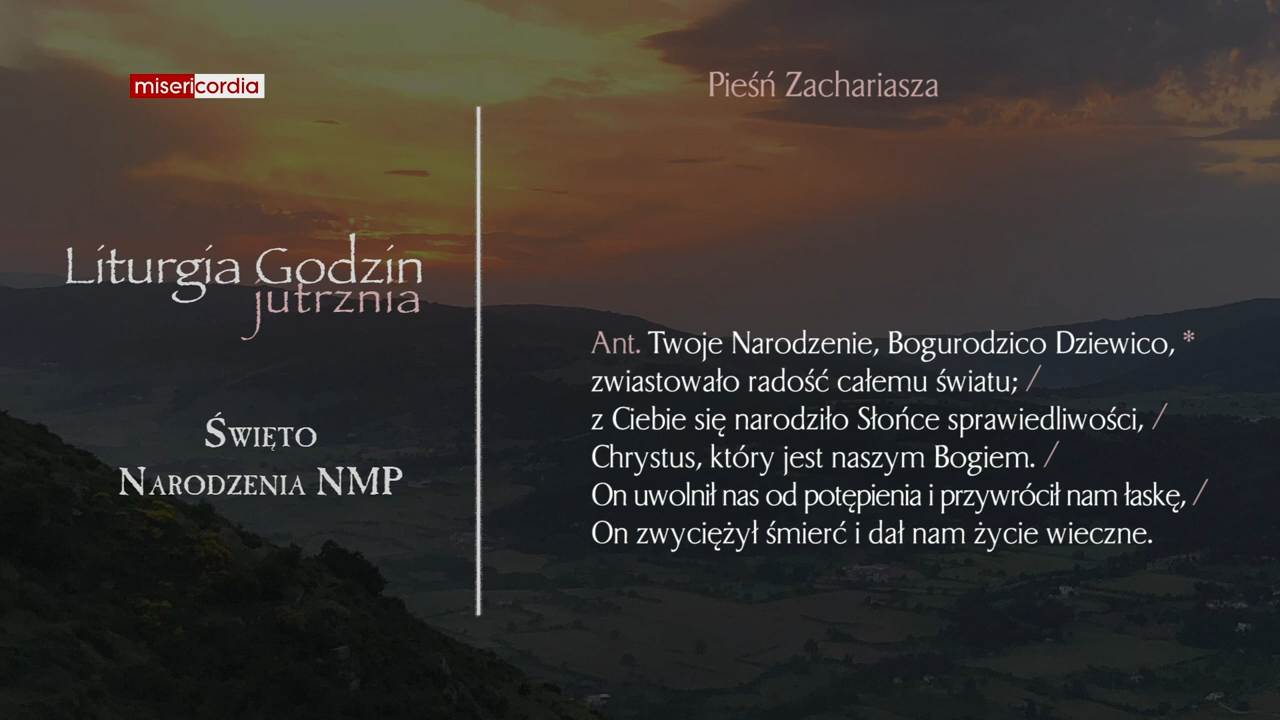 misericordia
Pieśń Zachariasza
Liturgia Godzin
jutrznia
Święto
Narodzenia NMP
Ant. Twoje Narodzenie, Bogurodzico Dziewico, *
zwiastowało radość całemu światu; /
z Ciebie się narodziło Słońce sprawiedliwości, /
Chrystus, który jest naszym Bogiem. /
On uwolnił nas od potępienia i przywrócił nam łaskę, /
On zwyciężył śmierć i dał nam życie wieczne.